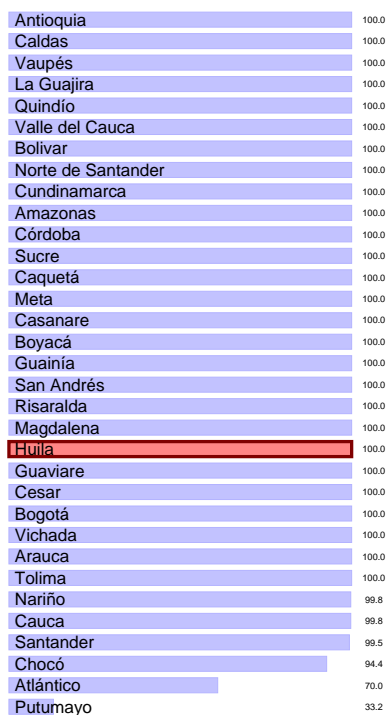 Antioquia 100.0
Caldas 100.0
Vaupés 100.0
La Guajira 100.0
Quindío 100.0
Valle del Cauca 100.0
Bolivar 100.0
Norte de Santander 100.0
Cundinamarca 100.0
Amazonas 100.0
Córdoba 100.0
Sucre 100.0
Caquetá 100.0
Meta 100.0
Casanare 100.0
Boyacá 100.0
Guainía 100.0
San Andrés 100.0
Risaralda 100.0
Magdalena 100.0
Huila 100.0
Guaviare 100.0
Cesar 100.0
Bogotá 100.0
Vichada 100.0
Arauca 100.0
Tolima 100.0
Nariño 99.8
Cauca 99.8
Santander 99.5
Chocó 94.4
Atlántico 70.0
Putumayo 33.2